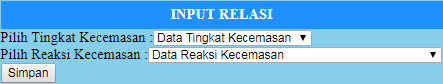 INPUT RELASI
Pilih Tingkat Kecemasan : Data Tingkat Kecemasan
Pilih Reaksi Kecemasan : Data Reaksi Kecemasan
Simpan